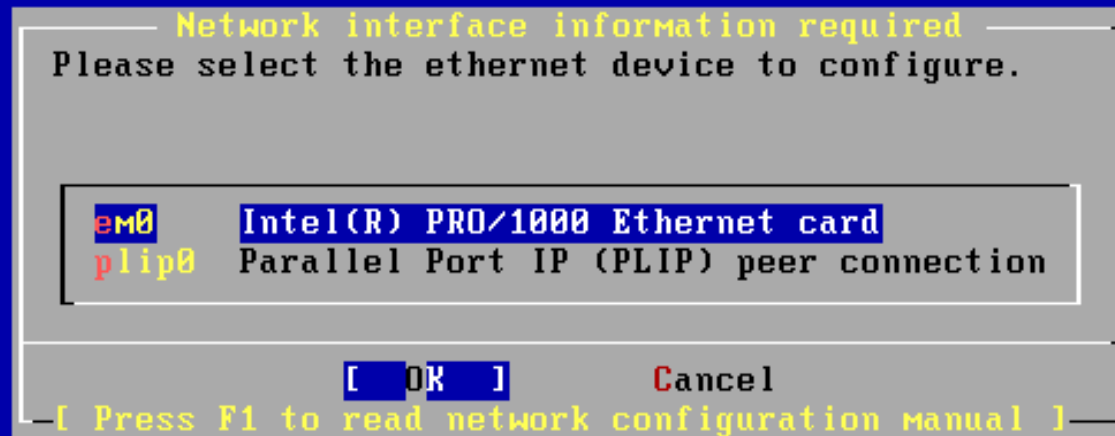 Network interface information required
Please select the ethernet device to configure.
em0 Intel(R) PRO/1000 Ethernet card
plip0 Parallel Port IP (PLIP) peer connection
[ OK ] Cancel
[ Press F1 to read network configuration manual ]